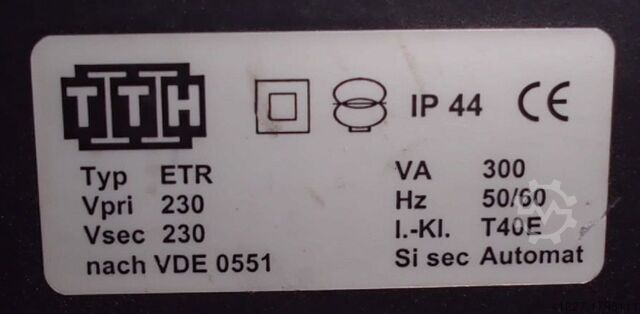 TTH
IP 44 CE
Typ ETR
Vpri 230
Vsec 230
nach VDE 0551
VA 300
Hz 50/60
I.-Kl. T40E
Si sec Automat